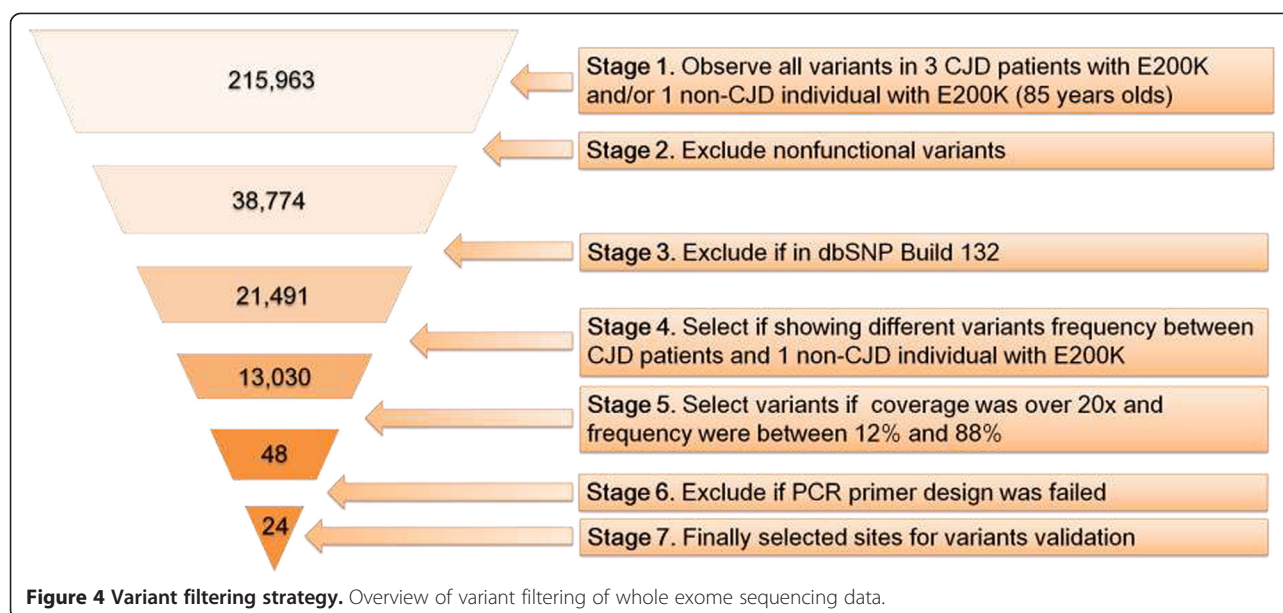 215,963
Stage 1. Observe all variants in 3 CJD patients with E200K
and/or 1 non-CJD individual with E200K (85 years olds)
Stage 2. Exclude nonfunctional variants
38,774
Stage 3. Exclude if in dbSNP Build 132
21,491
Stage 4. Select if showing different variants frequency between
CJD patients and 1 non-CJD individual with E200K
13,030
Stage 5. Select variants if coverage was over 20x and
frequency were between 12% and 88%
48
Stage 6. Exclude if PCR primer design was failed
24
Stage 7. Finally selected sites for variants validation
Figure 4 Variant filtering strategy. Overview of variant filtering of whole exome sequencing data.